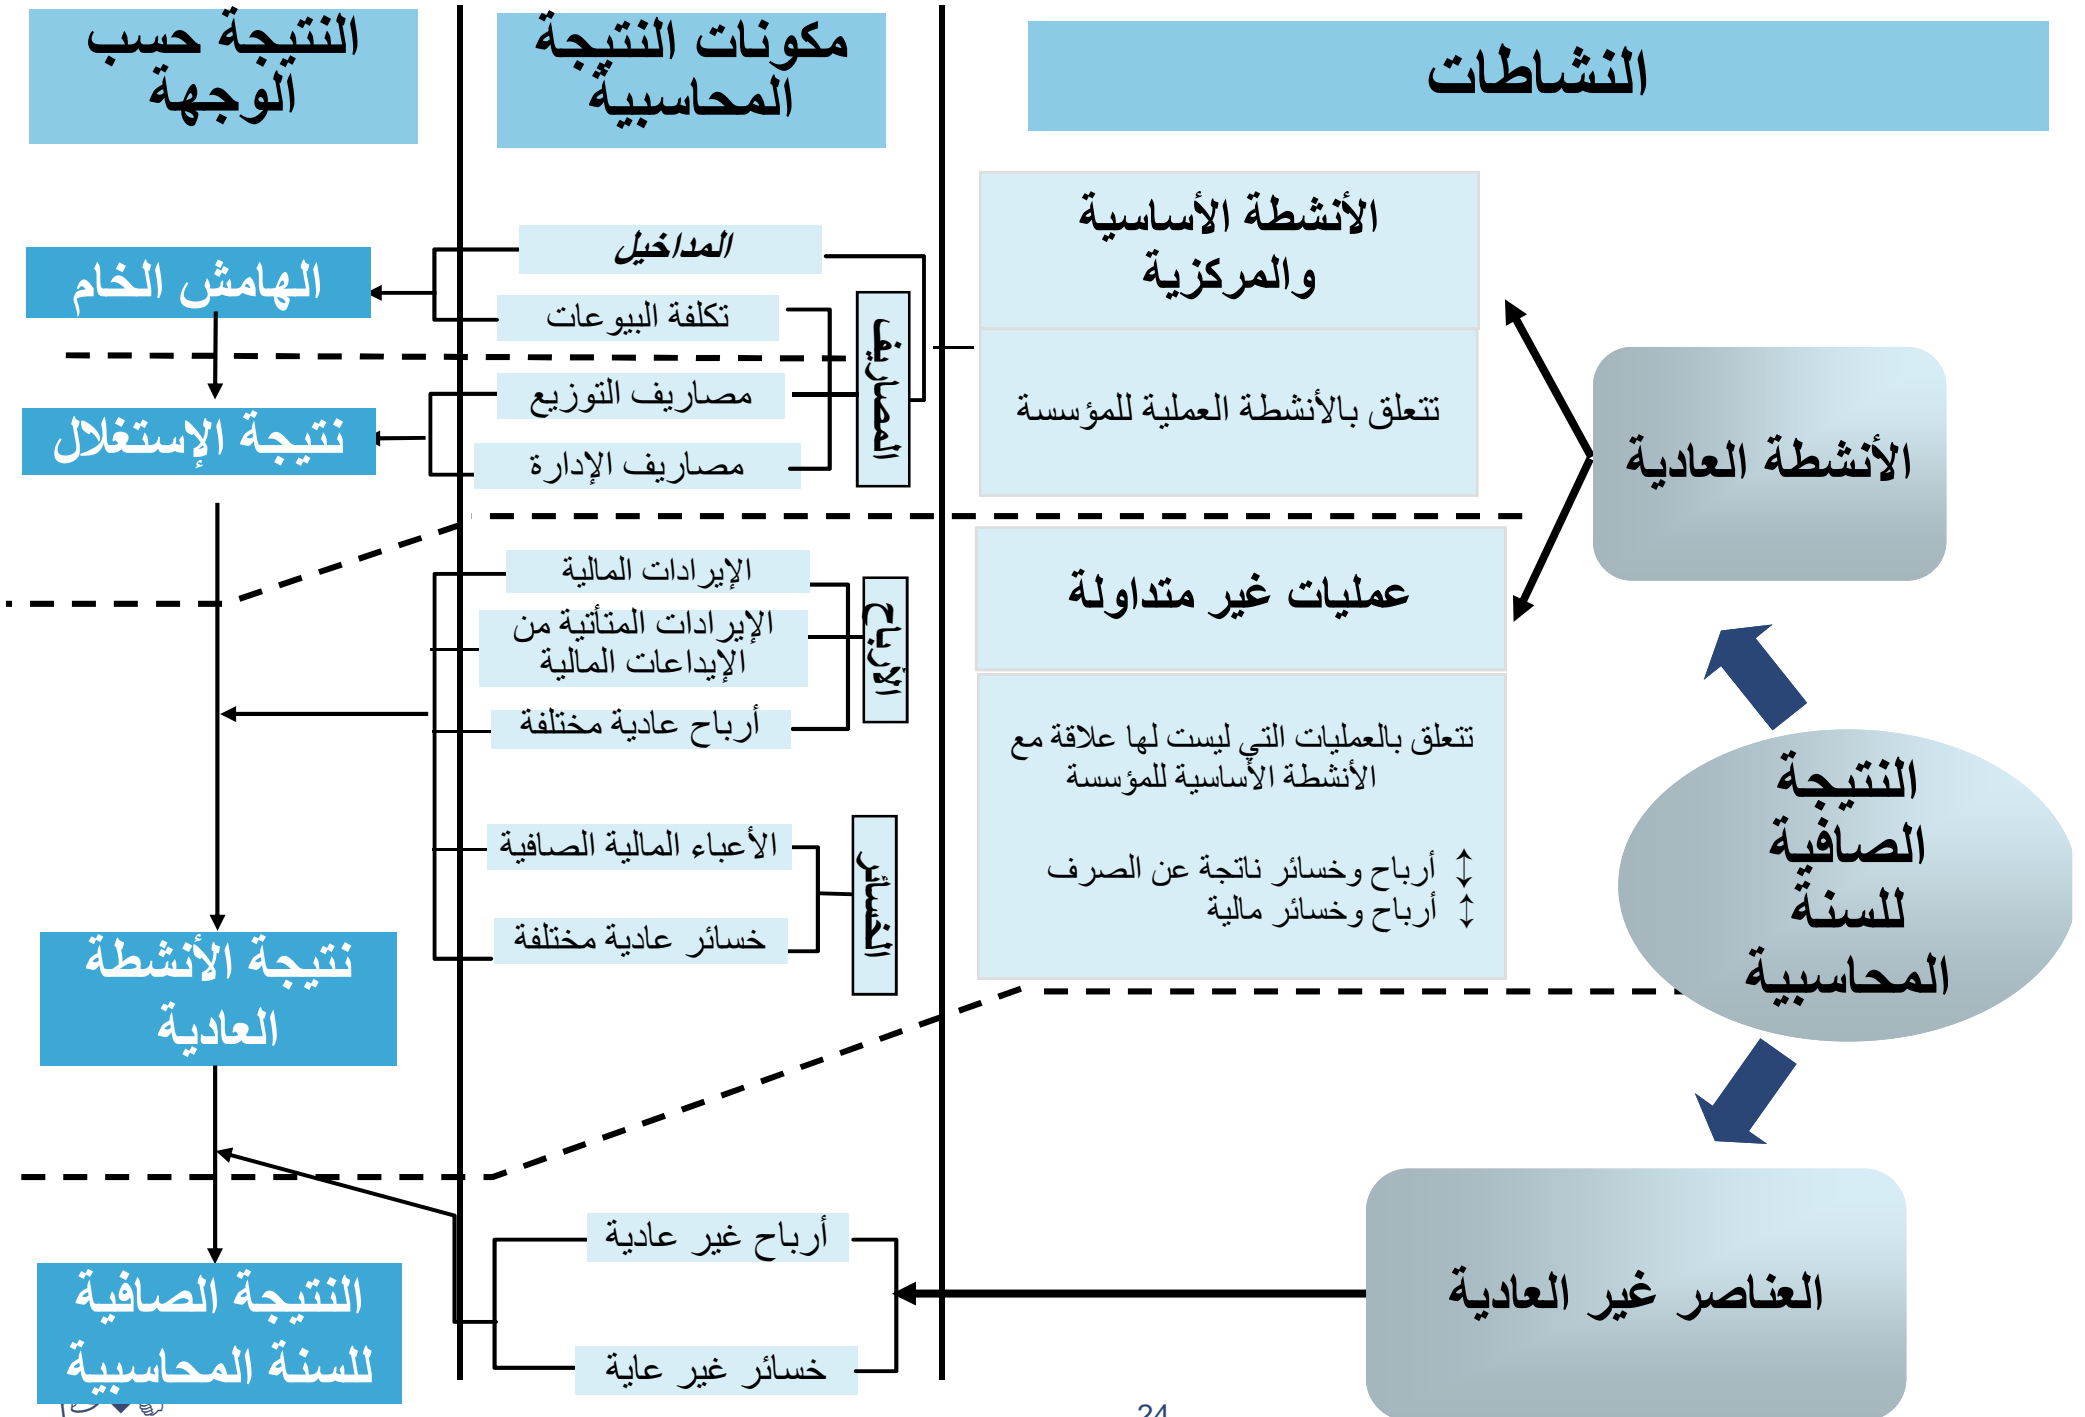 النشاطات
مكونات النتيجة
المحاسبية
النتيجة حسب
الوجهة
الأنشطة الأساسية
والمركزية
تتعلق بالأنشطة العملية للمؤسسة
الأنشطة العادية
عمليات غير متداولة
تتعلق بالعمليات التي ليست لها علاقة مع
الأنشطة الأساسية للمؤسسة
↕ أرباح وخسائر ناتجة عن الصرف
↕ أرباح وخسائر مالية
النتيجة
الصافية
للسنة
المحاسبية
العناصر غير العادية
المداخيل
تكلفة البيوعات
مصاريف التوزيع
مصاريف الإدارة
المصاريف
الإيرادات المالية
الإيرادات المتأتية من
الإيداعات المالية
أرباح عادية مختلفة
الأرباح
الأعباء المالية الصافية
خسائر عادية مختلفة
الخسائر
أرباح غير عادية
خسائر غير عاية
الهامش الخام
نتيجة الإستغلال
نتيجة الأنشطة
العادية
النتيجة الصافية
للسنة المحاسبية
24